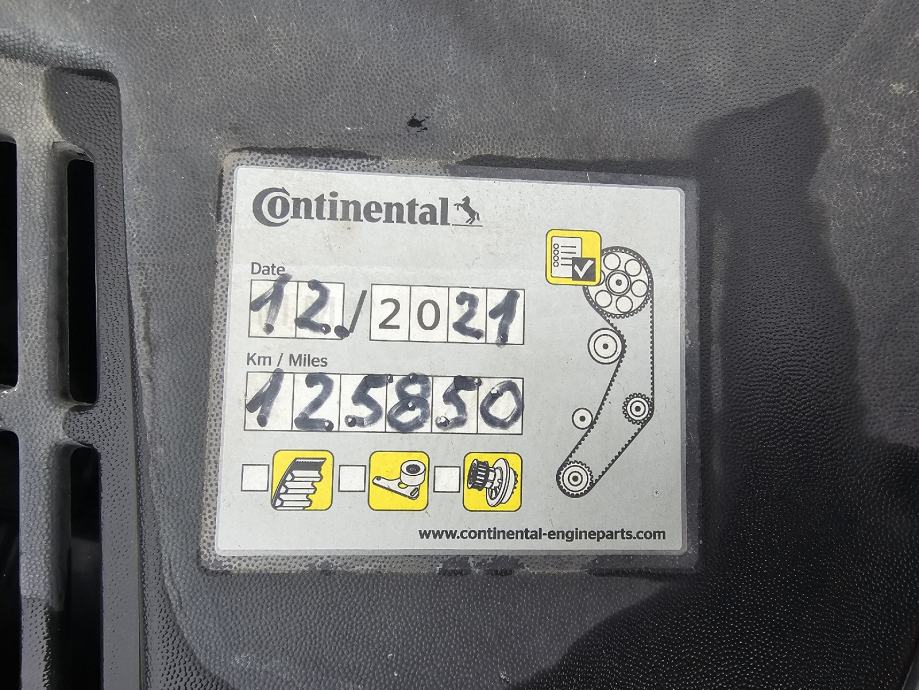 Continental
Date
12/2021
Km / Miles
125850
www.continental-engineparts.com